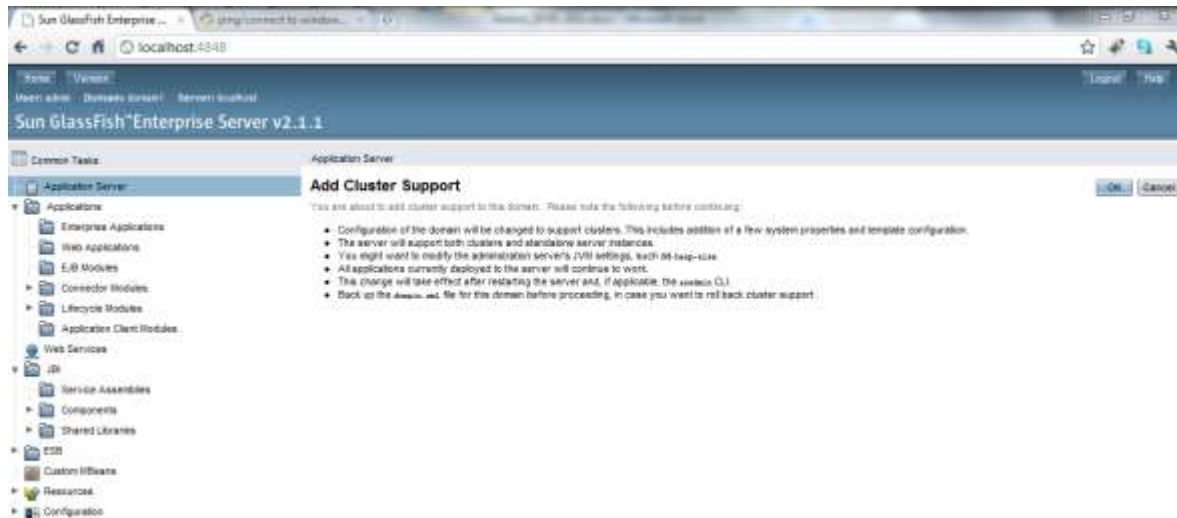 Sun GlassFish Enterprise ...
ping/connect to window...
localhost:4848
Home Version
Logout Help
User: admin Domain: domain1 Server: localhost
Sun GlassFish™ Enterprise Server v2.1.1
Common Tasks
Application Server
Applications
Enterprise Applications
Web Applications
EJB Modules
Connector Modules
Lifecycle Modules
Application Client Modules
Web Services
JBI
Service Assemblies
Components
Shared Libraries
ESB
Custom MBeans
Resources
Configuration
Application Server
Add Cluster Support
OK Cancel
You are about to add cluster support to this domain. Please note the following before continuing:
Configuration of the domain will be changed to support clusters. This includes addition of a few system properties and template configuration.
The server will support both clusters and standalone server instances.
You might want to modify the administration server's JVM settings, such as heap-size
All applications currently deployed to the server will continue to work.
This change will take effect after restarting the server and, if applicable, the asadmin CLI.
Back up the domain.xml file for this domain before proceeding, in case you want to roll back cluster support.